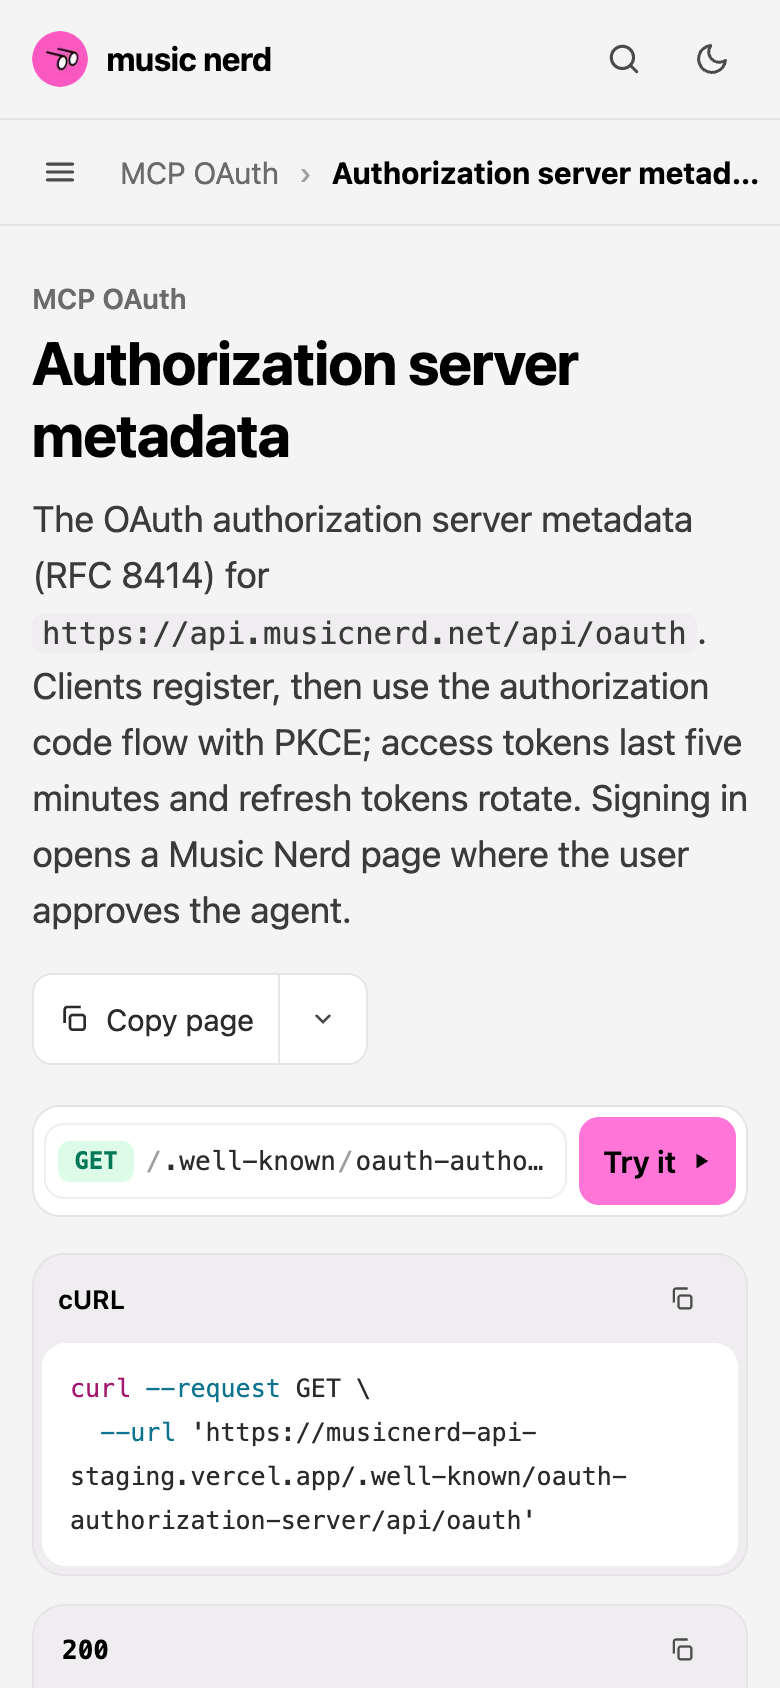 music nerd
MCP OAuth › Authorization server metad...
MCP OAuth
Authorization server
metadata
The OAuth authorization server metadata
(RFC 8414) for
https://api.musicnerd.net/api/oauth.
Clients register, then use the authorization
code flow with PKCE; access tokens last five
minutes and refresh tokens rotate. Signing in
opens a Music Nerd page where the user
approves the agent.
Copy page
GET /.well-known/oauth-autho… Try it
cURL
curl --request GET \
--url 'https://musicnerd-api-
staging.vercel.app/.well-known/oauth-
authorization-server/api/oauth'
200